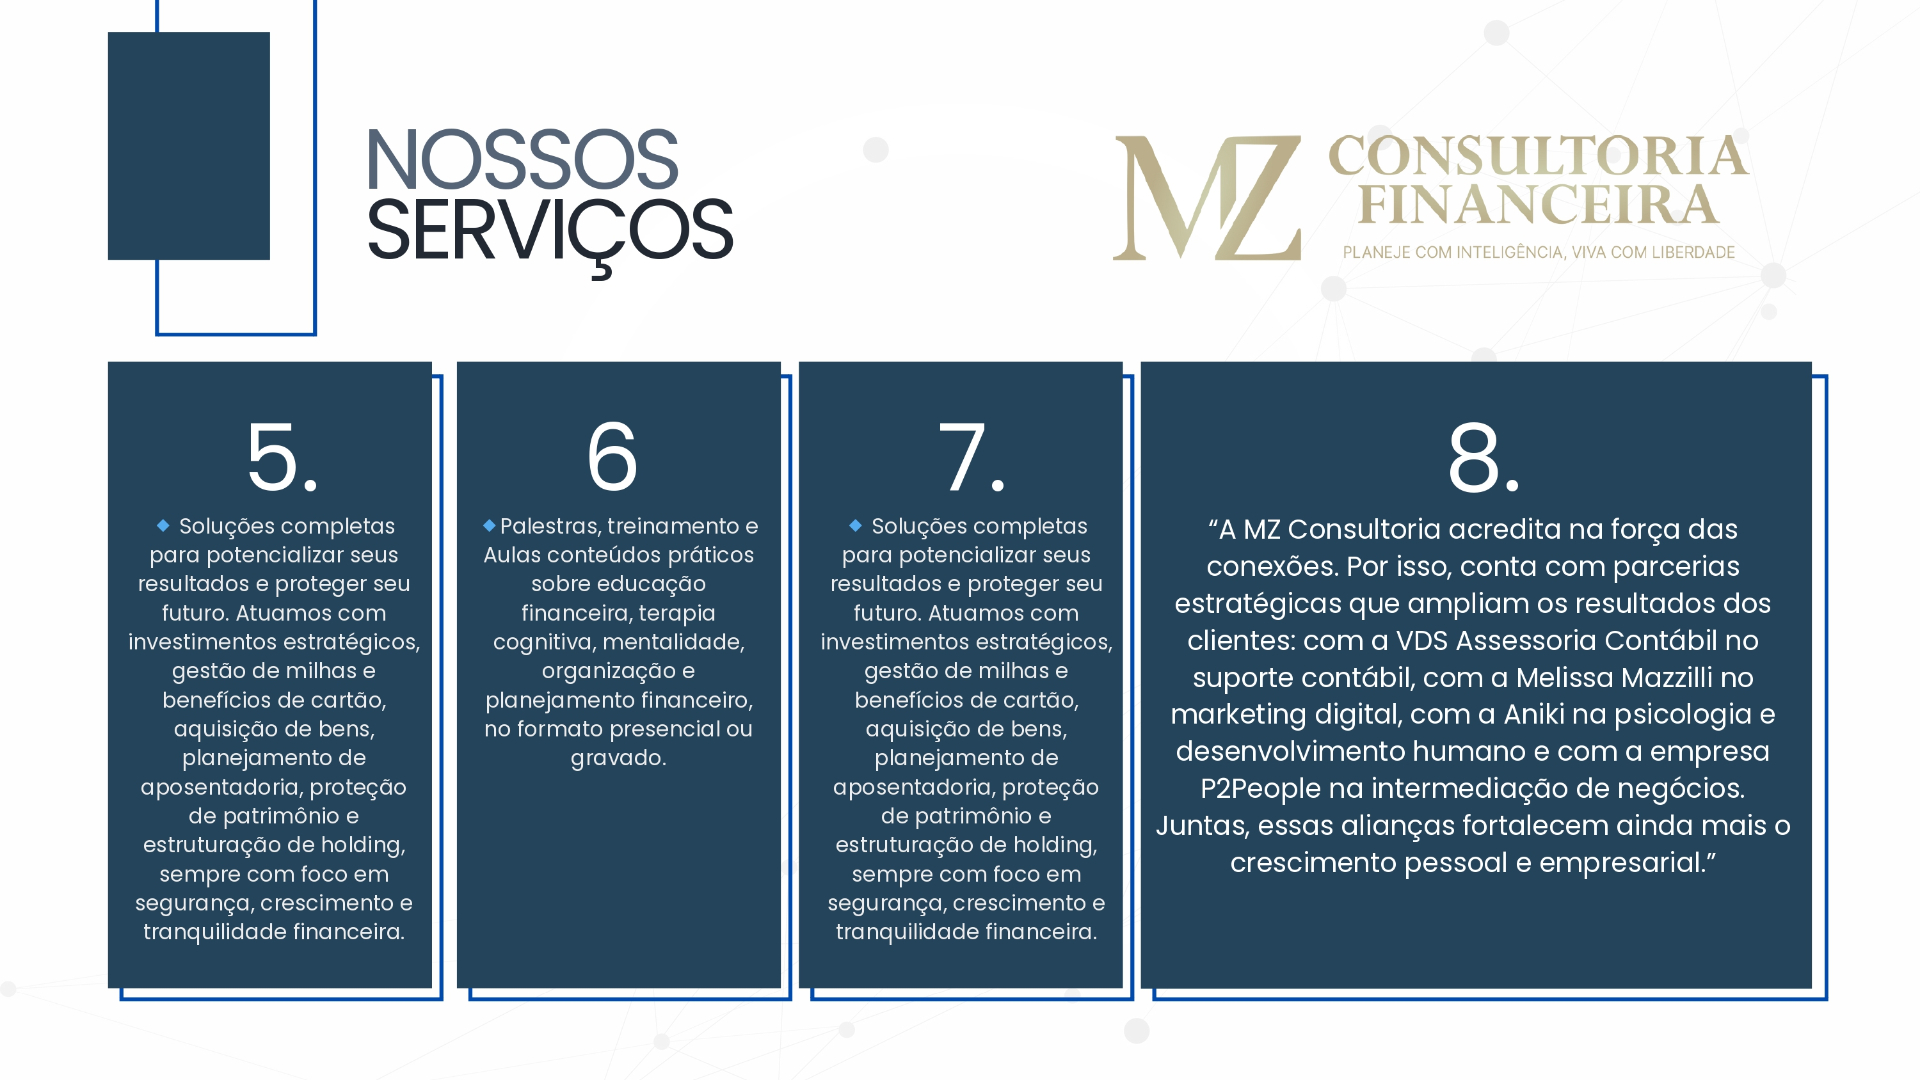 NOSSOS
SERVIÇOS
MZ
CONSULTORIA
FINANCEIRA
PLANEJE COM INTELIGÊNCIA, VIVA COM LIBERDADE
5.
Soluções completas
para potencializar seus
resultados e proteger seu
futuro. Atuamos com
investimentos estratégicos,
gestão de milhas e
benefícios de cartão,
aquisição de bens,
planejamento de
aposentadoria, proteção
de patrimônio e
estruturação de holding,
sempre com foco em
segurança, crescimento e
tranquilidade financeira.
6
Palestras, treinamento e
Aulas conteúdos práticos
sobre educação
financeira, terapia
cognitiva, mentalidade,
organização e
planejamento financeiro,
no formato presencial ou
gravado.
7.
Soluções completas
para potencializar seus
resultados e proteger seu
futuro. Atuamos com
investimentos estratégicos,
gestão de milhas e
benefícios de cartão,
aquisição de bens,
planejamento de
aposentadoria, proteção
de patrimônio e
estruturação de holding,
sempre com foco em
segurança, crescimento e
tranquilidade financeira.
8.
“A MZ Consultoria acredita na força das
conexões. Por isso, conta com parcerias
estratégicas que ampliam os resultados dos
clientes: com a VDS Assessoria Contábil no
suporte contábil, com a Melissa Mazzilli no
marketing digital, com a Aniki na psicologia e
desenvolvimento humano e com a empresa
P2People na intermediação de negócios.
Juntas, essas alianças fortalecem ainda mais o
crescimento pessoal e empresarial.”